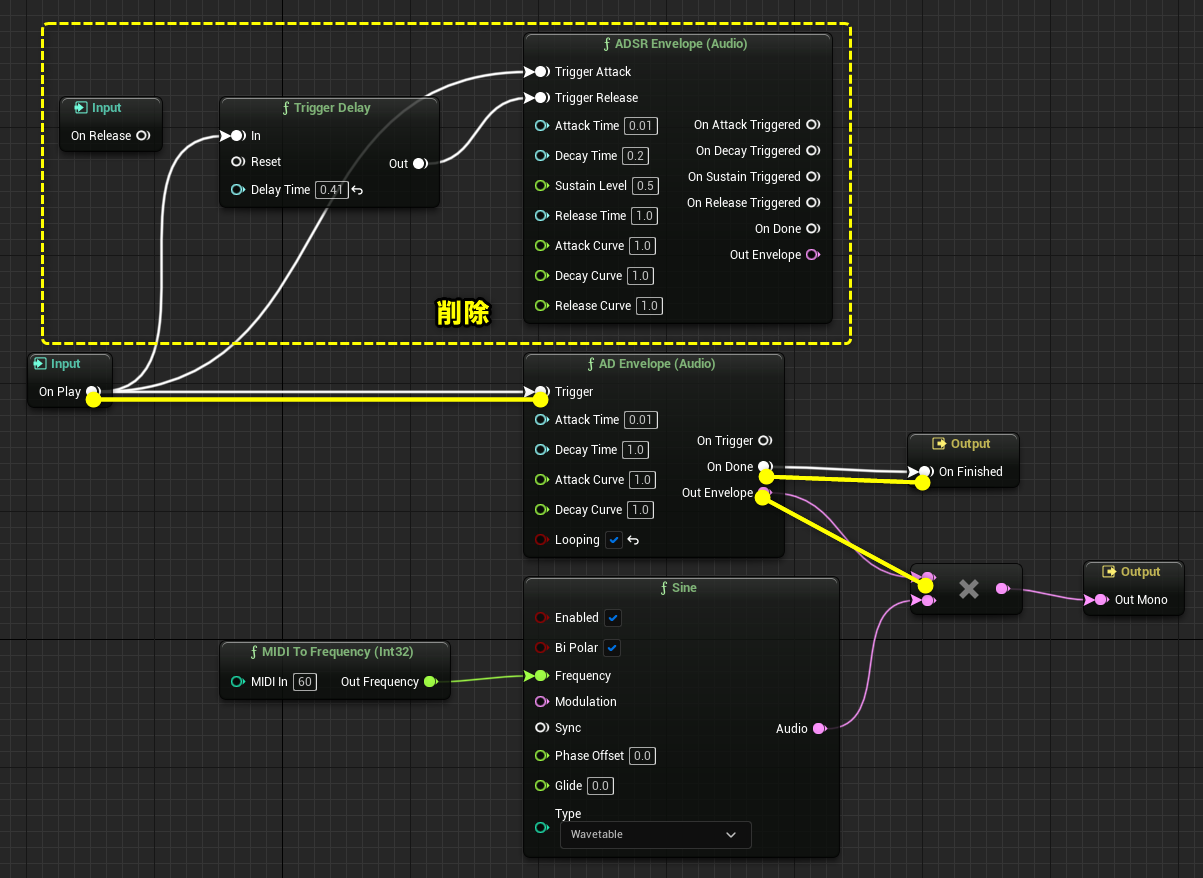 ADSR Envelope (Audio)
Trigger Attack
Trigger Release
Attack Time 0.01
Decay Time 0.2
Sustain Level 0.5
Release Time 1.0
Attack Curve 1.0
Decay Curve 1.0
Release Curve 1.0
On Attack Triggered
On Decay Triggered
On Sustain Triggered
On Release Triggered
On Done
Out Envelope
Input
On Release
Trigger Delay
In
Reset
Delay Time 0.41
Out
削除
Input
On Play
AD Envelope (Audio)
Trigger
Attack Time 0.01
Decay Time 1.0
Attack Curve 1.0
Decay Curve 1.0
Looping
On Trigger
On Done
Out Envelope
Output
On Finished
Output
Out Mono
Sine
Enabled
Bi Polar
Frequency
Modulation
Sync
Phase Offset 0.0
Glide 0.0
Type
Wavetable
Audio
MIDI To Frequency (Int32)
MIDI In 60
Out Frequency